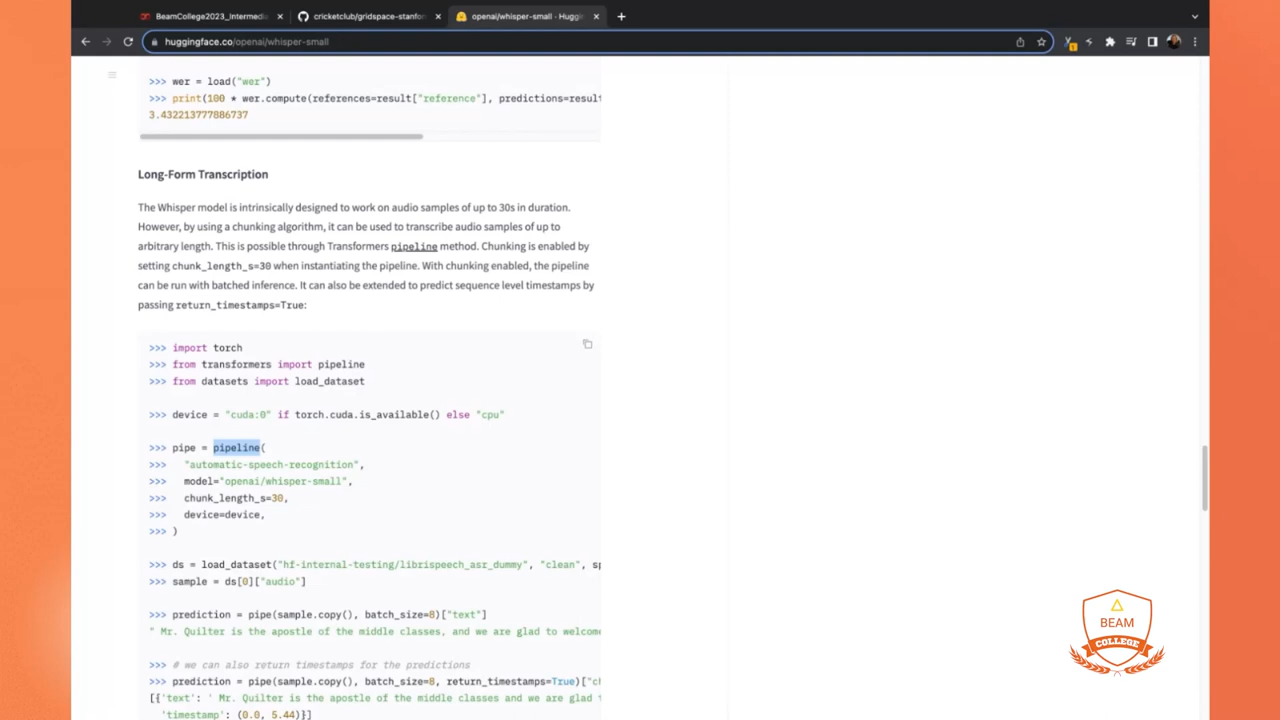 BeamCollege2023_Intermedi
cricketclub/gridspace-stanfor
openai/whisper-small · Huggin
huggingface.co/openai/whisper-small
>>> wer = load("wer")
>>> print(100 * wer.compute(references=result["reference"], predictions=result
3.432213777886737
Long-Form Transcription
The Whisper model is intrinsically designed to work on audio samples of up to 30s in duration.
However, by using a chunking algorithm, it can be used to transcribe audio samples of up to
arbitrary length. This is possible through Transformers pipeline method. Chunking is enabled by
setting chunk_length_s=30 when instantiating the pipeline. With chunking enabled, the pipeline
can be run with batched inference. It can also be extended to predict sequence level timestamps by
passing return_timestamps=True:
>>> import torch
>>> from transformers import pipeline
>>> from datasets import load_dataset
>>> device = "cuda:0" if torch.cuda.is_available() else "cpu"
>>> pipe = pipeline(
>>> "automatic-speech-recognition",
>>> model="openai/whisper-small",
>>> chunk_length_s=30,
>>> device=device,
>>> )
>>> ds = load_dataset("hf-internal-testing/librispeech_asr_dummy", "clean", sp
>>> sample = ds[0]["audio"]
>>> prediction = pipe(sample.copy(), batch_size=8)["text"]
" Mr. Quilter is the apostle of the middle classes, and we are glad to welcome
>>> # we can also return timestamps for the predictions
>>> prediction = pipe(sample.copy(), batch_size=8, return_timestamps=True)["c
[{'text': ' Mr. Quilter is the apostle of the middle classes and we are glad t
'timestamp': (0.0, 5.44)}]
BEAM
COLLEGE